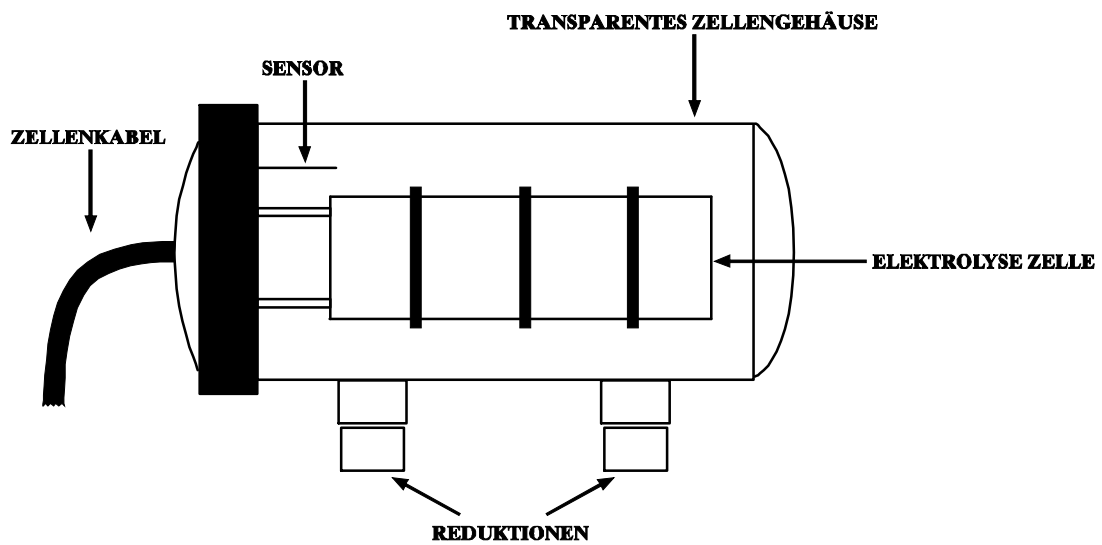 TRANSPARENTES ZELLENGEHÄUSE
SENSOR
ZELLENKABEL
ELEKTROLYSE ZELLE
REDUKTIONEN